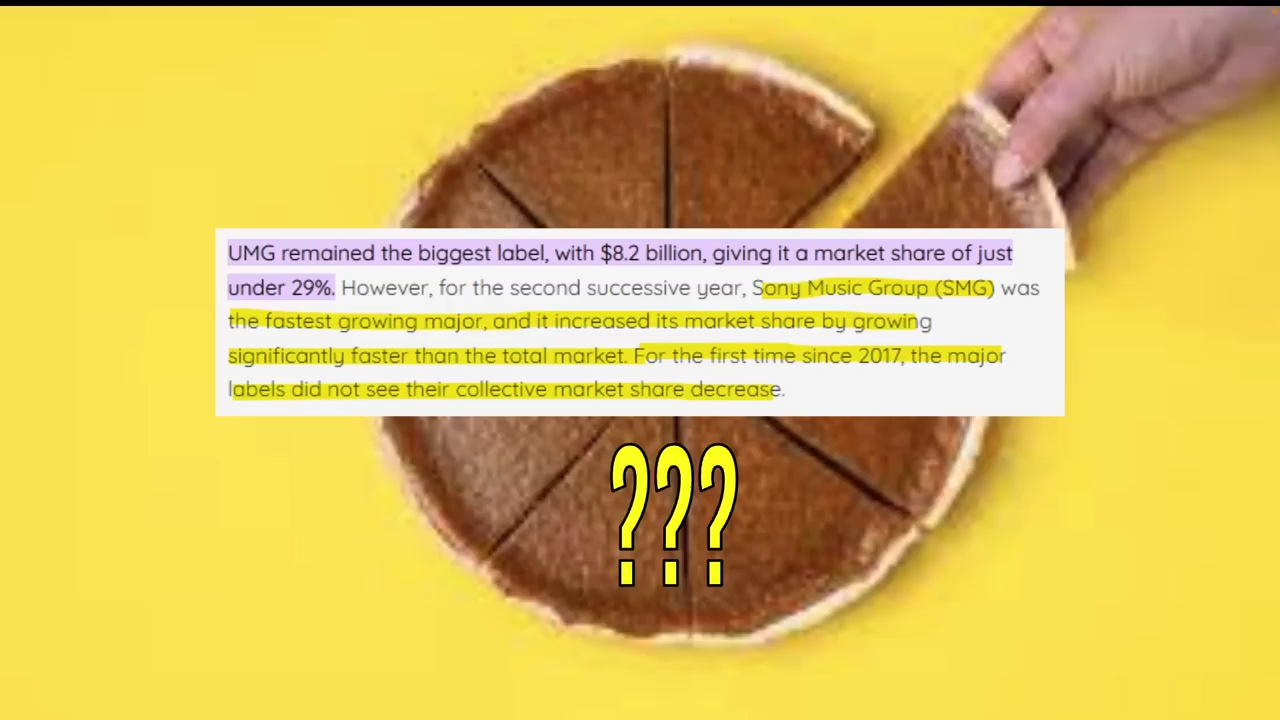 UMG remained the biggest label, with $8.2 billion, giving it a market share of just
under 29%. However, for the second successive year, Sony Music Group (SMG) was
the fastest growing major, and it increased its market share by growing
significantly faster than the total market. For the first time since 2017, the major
labels did not see their collective market share decrease.
???